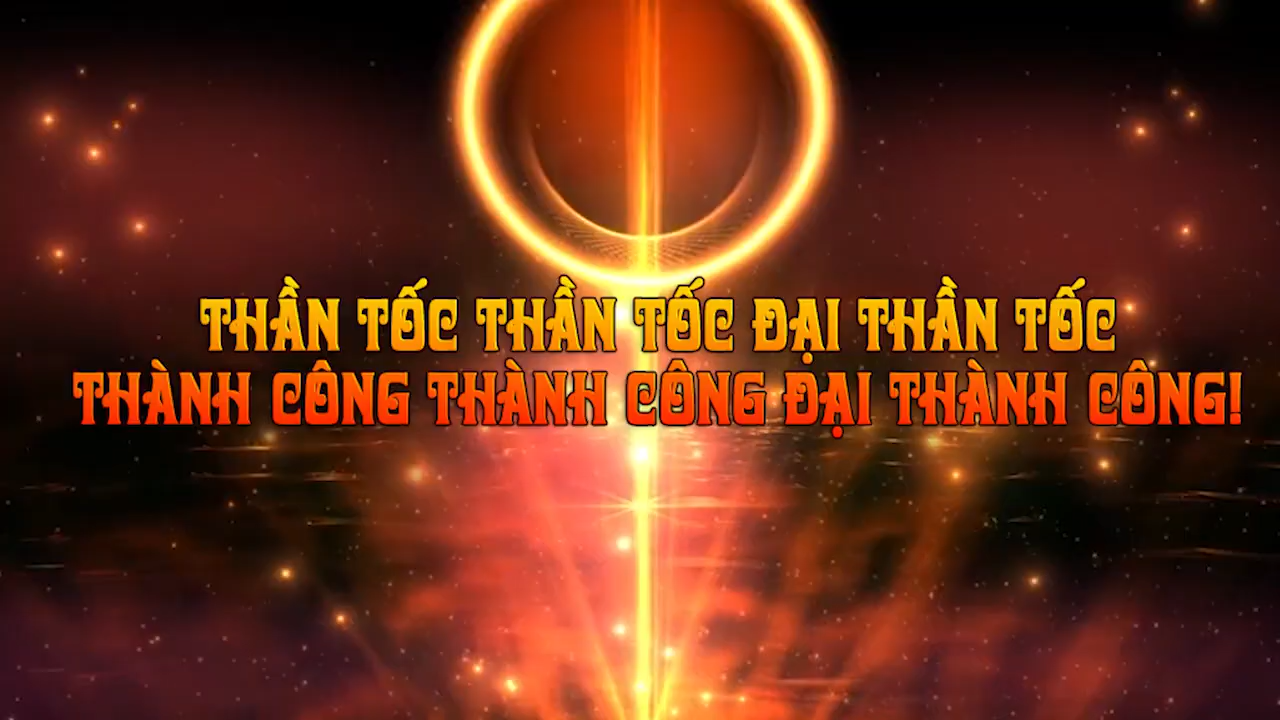 THẦN TỐC THẦN TỐC ĐẠI THẦN TỐC
THÀNH CÔNG THÀNH CÔNG ĐẠI THÀNH CÔNG!